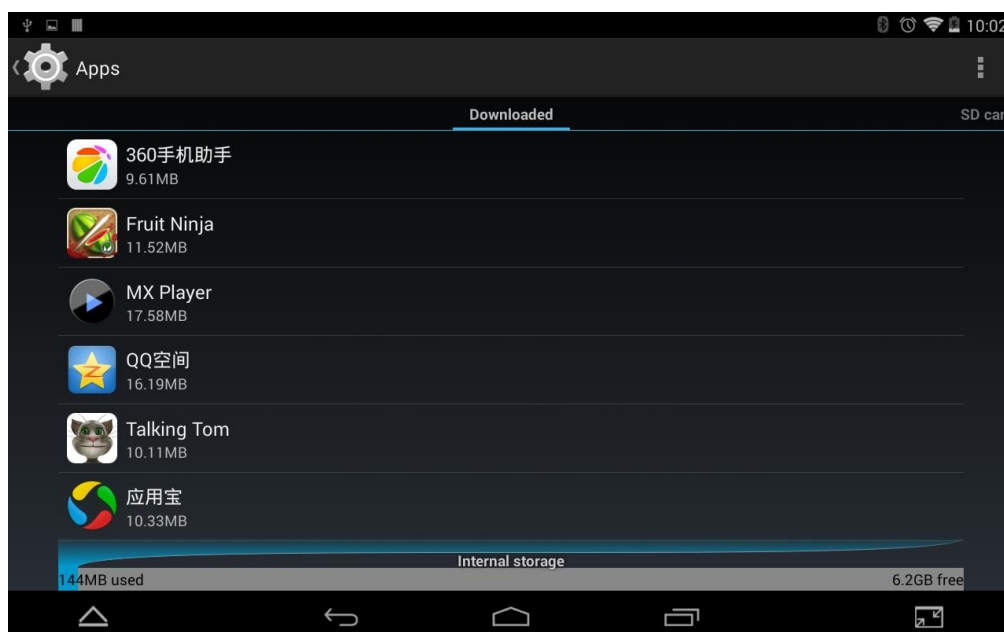 10:02
Apps
Downloaded
SD car
360手机助手
9.61MB
Fruit Ninja
11.52MB
MX Player
17.58MB
QQ空间
16.19MB
Talking Tom
10.11MB
应用宝
10.33MB
Internal storage
144MB used
6.2GB free